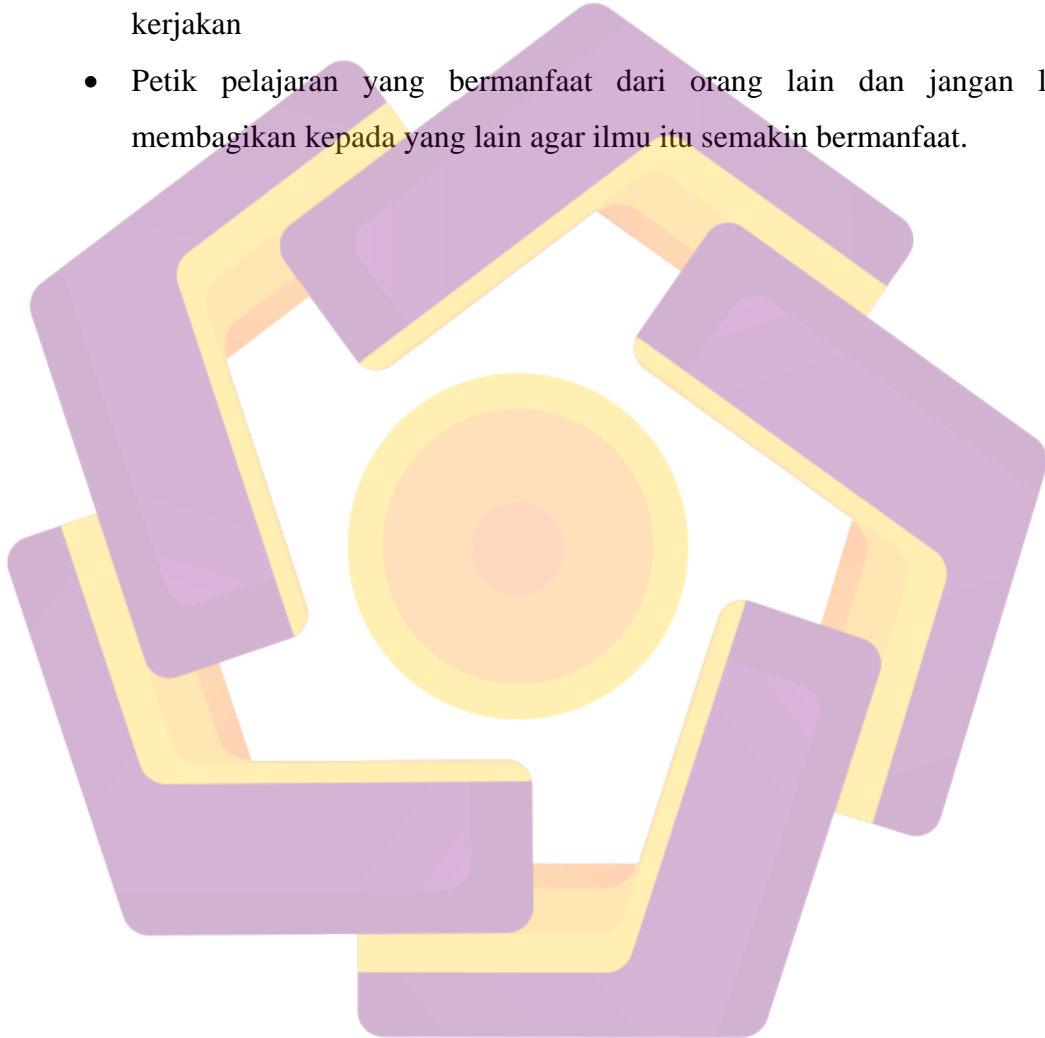 kerjakan
• Petik pelajaran yang bermanfaat dari orang lain dan jangan
membagikan kepada yang lain agar ilmu itu semakin bermanfaat.